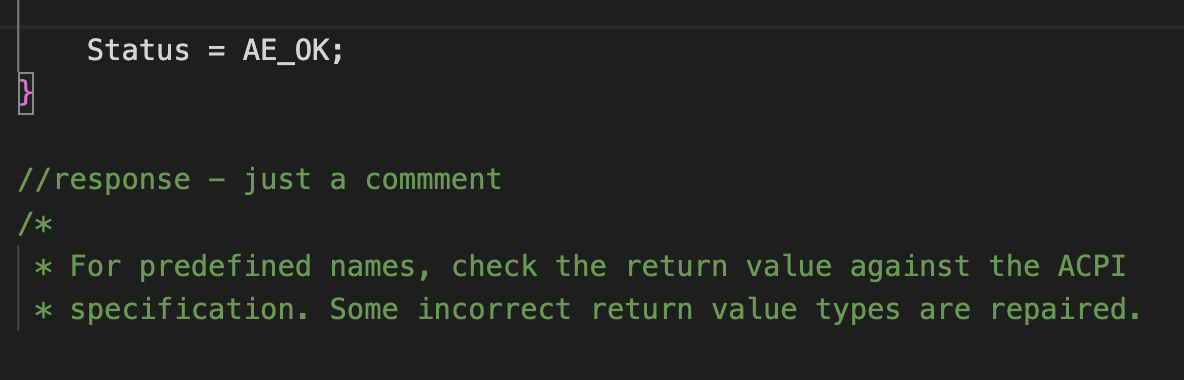 Status = AE_OK;
}
//response - just a commment
/*
* For predefined names, check the return value against the ACPI
* specification. Some incorrect return value types are repaired.